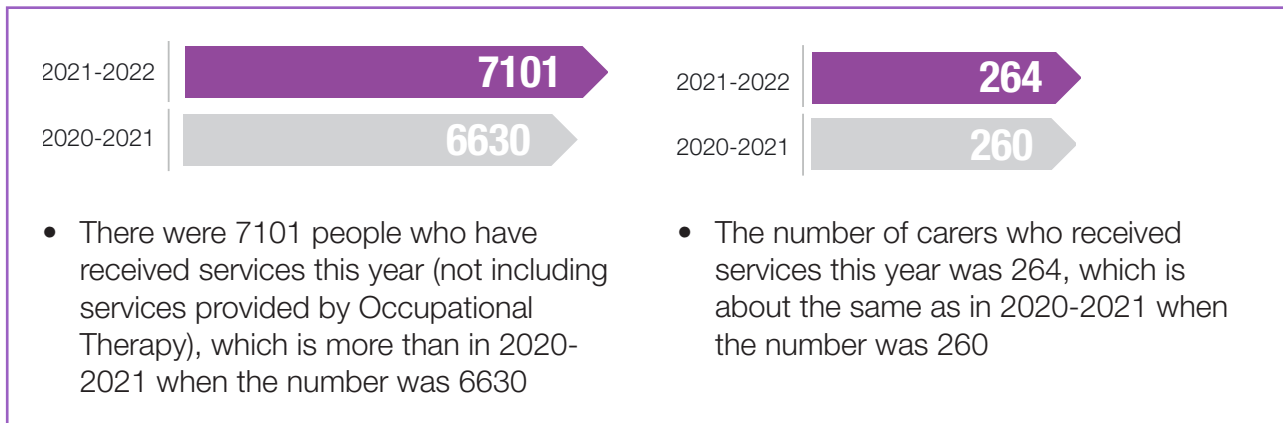 2021-2022
7101
2020-2021
6630
• There were 7101 people who have
received services this year (not including
services provided by Occupational
Therapy), which is more than in 2020-
2021 when the number was 6630
2021-2022
264
2020-2021
260
• The number of carers who received
services this year was 264, which is
about the same as in 2020-2021 when
the number was 260